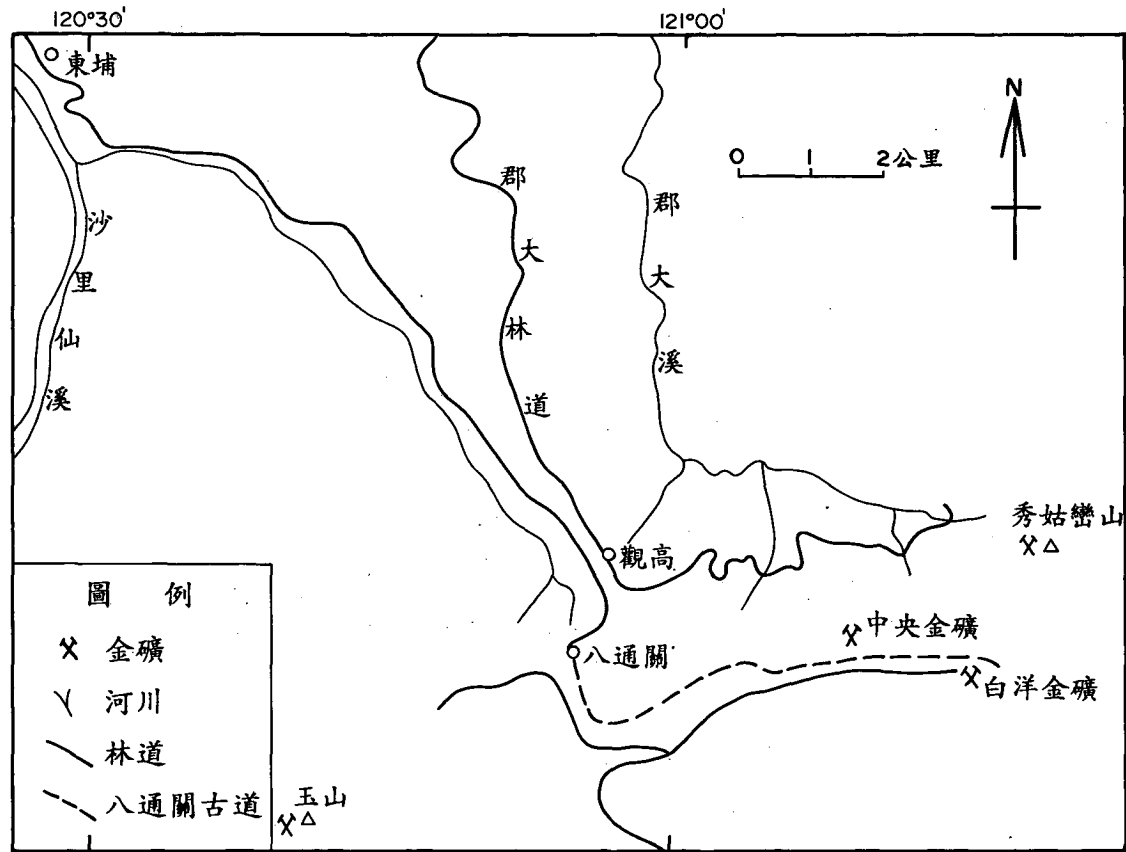 120°30'
121°00'
東埔
N
0 1 2公里
沙里仙溪
郡大林道
郡大溪
秀姑巒山
觀高
中央金礦
八通關
白洋金礦
圖例
金礦
河川
林道
八通關古道
玉山